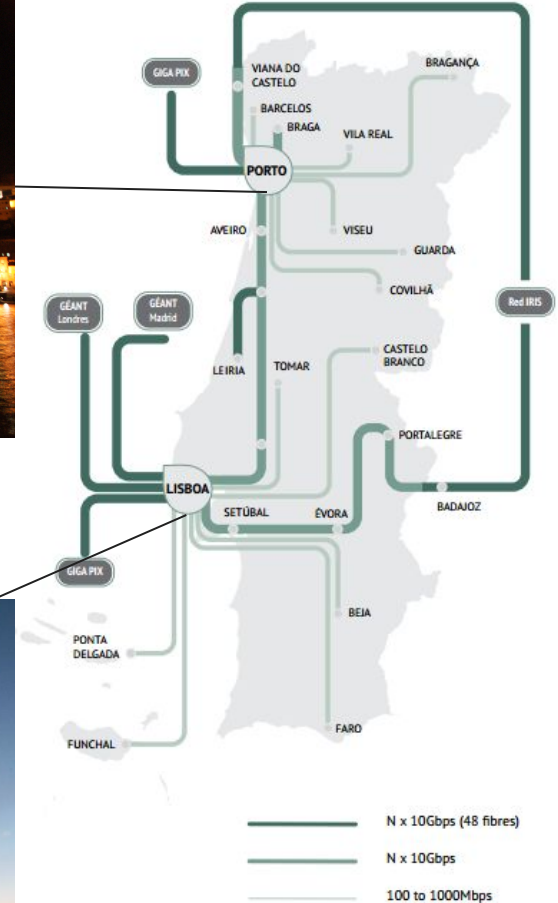 GIGA PIX
VIANA DO
CASTELO
BRAGANÇA
BARCELOS
BRAGA
VILA REAL
PORTO
AVEIRO
VISEU
GUARDA
COVILHÃ
GÉANT
Londres
GÉANT
Madrid
Red IRIS
LEIRIA
TOMAR
CASTELO
BRANCO
PORTALEGRE
LISBOA
SETÚBAL
ÉVORA
BADAJOZ
GIGA PIX
BEJA
PONTA
DELGADA
FUNCHAL
FARO
N x 10Gbps (48 fibres)
N x 10Gbps
100 to 1000Mbps